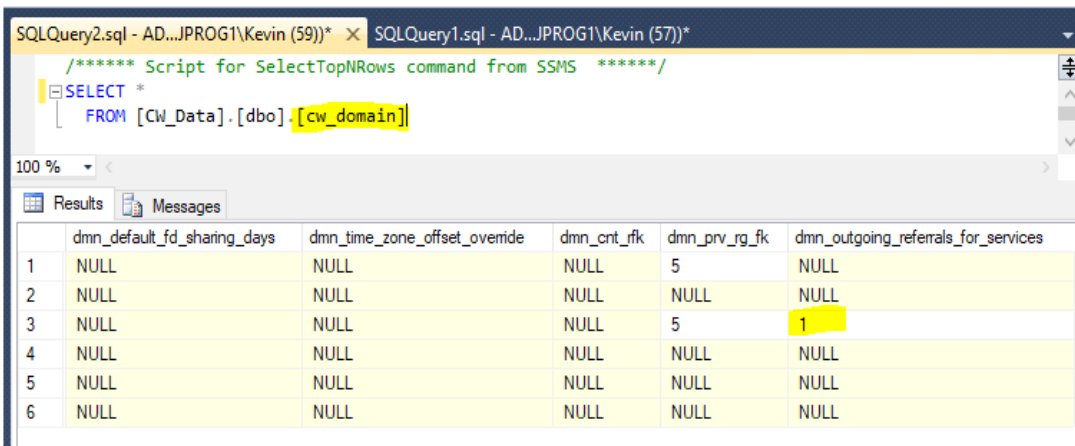 SQLQuery2.sql - AD...JPROG1\Kevin (59))* SQLQuery1.sql - AD...JPROG1\Kevin (57))*
/****** Script for SelectTopNRows command from SSMS ******/
SELECT *
FROM [CW_Data].[dbo].[cw_domain]
100 %
Results Messages
dmn_default_fd_sharing_days dmn_time_zone_offset_override dmn_cnt_rfk dmn_prv_rg_fk dmn_outgoing_referrals_for_services
1 NULL NULL NULL 5 NULL
2 NULL NULL NULL NULL NULL
3 NULL NULL NULL 5 1
4 NULL NULL NULL NULL NULL
5 NULL NULL NULL NULL NULL
6 NULL NULL NULL NULL NULL